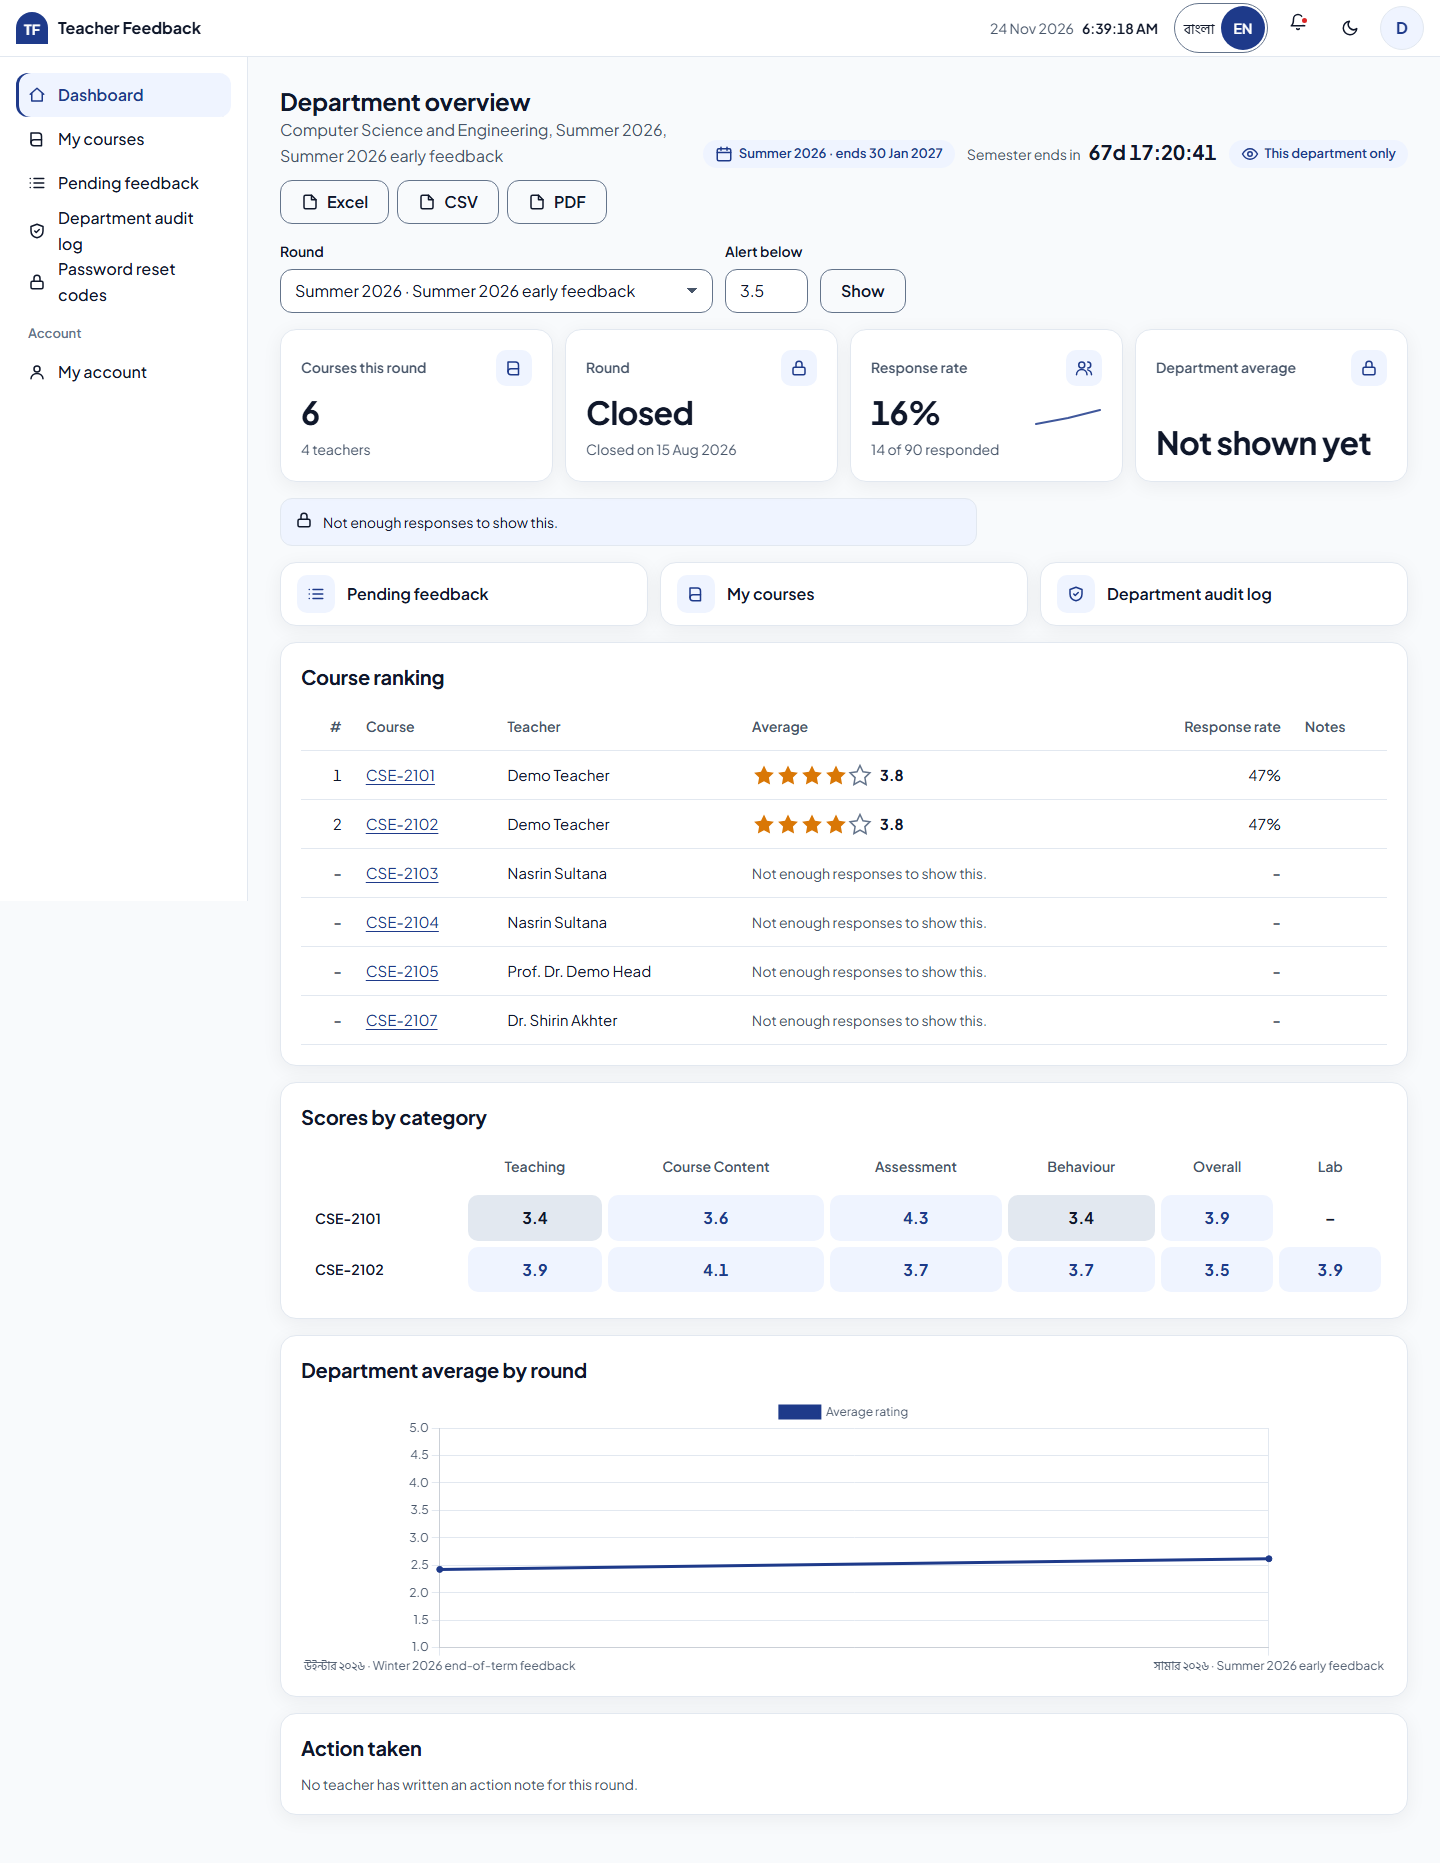 TF Teacher Feedback
24 Nov 2026 6:39:18 AM বাংলা EN D
Dashboard
My courses
Pending feedback
Department audit
log
Password reset
codes
Account
My account
Department overview
Computer Science and Engineering, Summer 2026,
Summer 2026 early feedback
Summer 2026 · ends 30 Jan 2027 Semester ends in 67d 17:20:41 This department only
Excel CSV PDF
Round Alert below
Summer 2026 · Summer 2026 early feedback 3.5 Show
Courses this round
6
4 teachers
Round
Closed
Closed on 15 Aug 2026
Response rate
16%
14 of 90 responded
Department average
Not shown yet
Not enough responses to show this.
Pending feedback My courses Department audit log
Course ranking
# Course Teacher Average Response rate Notes
1 CSE-2101 Demo Teacher 3.8 47%
2 CSE-2102 Demo Teacher 3.8 47%
– CSE-2103 Nasrin Sultana Not enough responses to show this. –
– CSE-2104 Nasrin Sultana Not enough responses to show this. –
– CSE-2105 Prof. Dr. Demo Head Not enough responses to show this. –
– CSE-2107 Dr. Shirin Akhter Not enough responses to show this. –
Scores by category
Teaching Course Content Assessment Behaviour Overall Lab
CSE-2101 3.4 3.6 4.3 3.4 3.9 –
CSE-2102 3.9 4.1 3.7 3.7 3.5 3.9
Department average by round
Average rating
5.0
4.5
4.0
3.5
3.0
2.5
2.0
1.5
1.0
উইন্টার ২০২৬ · Winter 2026 end-of-term feedback সামার ২০২৬ · Summer 2026 early feedback
Action taken
No teacher has written an action note for this round.